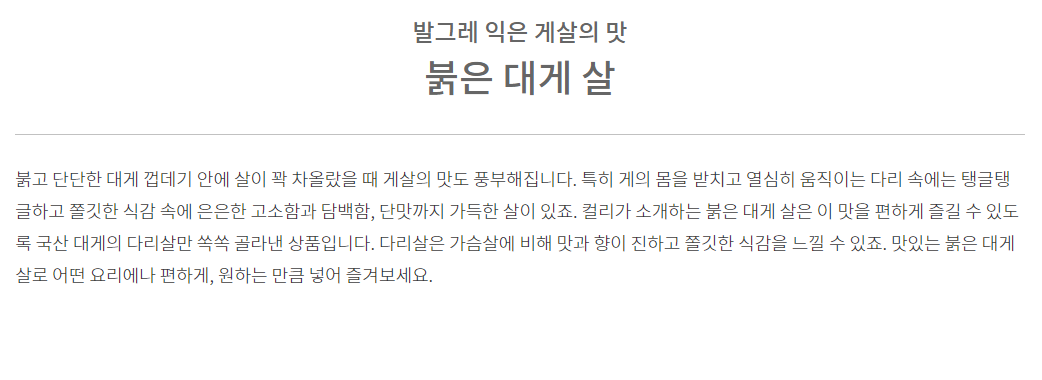 발그레 익은 게살의 맛
붉은 대게 살
붉고 단단한 대게 껍데기 안에 살이 꽉 차올랐을 때 게살의 맛도 풍부해집니다. 특히 게의 몸을 받치고 열심히 움직이는 다리 속에는 탱글탱
글하고 쫄깃한 식감 속에 은은한 고소함과 담백함, 단맛까지 가득한 살이 있죠. 컬리가 소개하는 붉은 대게 살은 이 맛을 편하게 즐길 수 있도
록 국산 대게의 다리살만 쏙쏙 골라낸 상품입니다. 다리살은 가슴살에 비해 맛과 향이 진하고 쫄깃한 식감을 느낄 수 있죠. 맛있는 붉은 대게
살로 어떤 요리에나 편하게, 원하는 만큼 넣어 즐겨보세요.